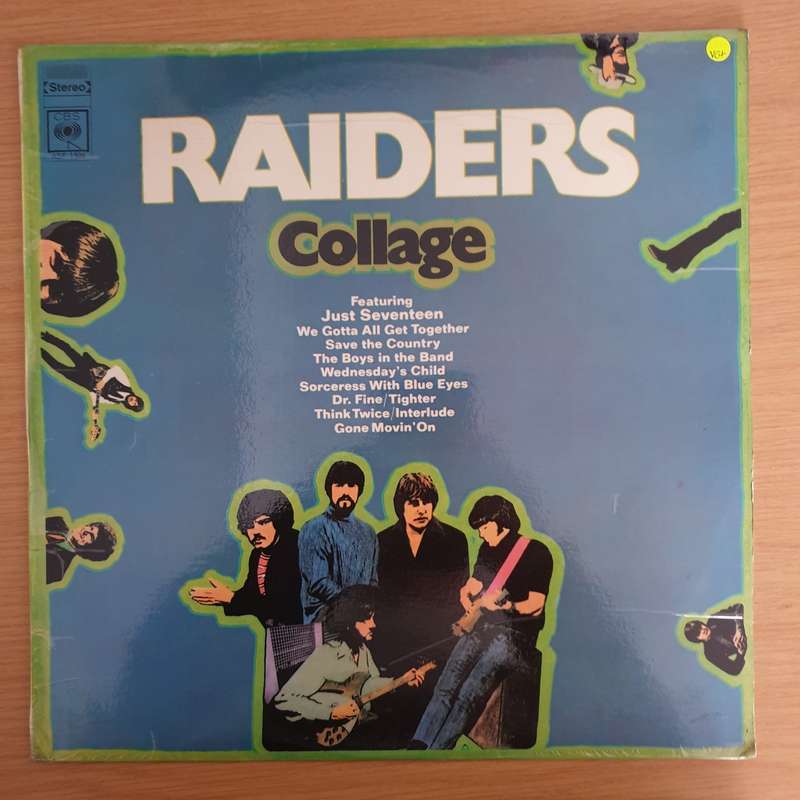 Stereo
CBS
RAIDERS
Collage
Featuring
Just Seventeen
We Gotta All Get Together
Save the Country
The Boys in the Band
Wednesday's Child
Sorceress With Blue Eyes
Dr. Fine/Tighter
Think Twice/Interlude
Gone Movin' On